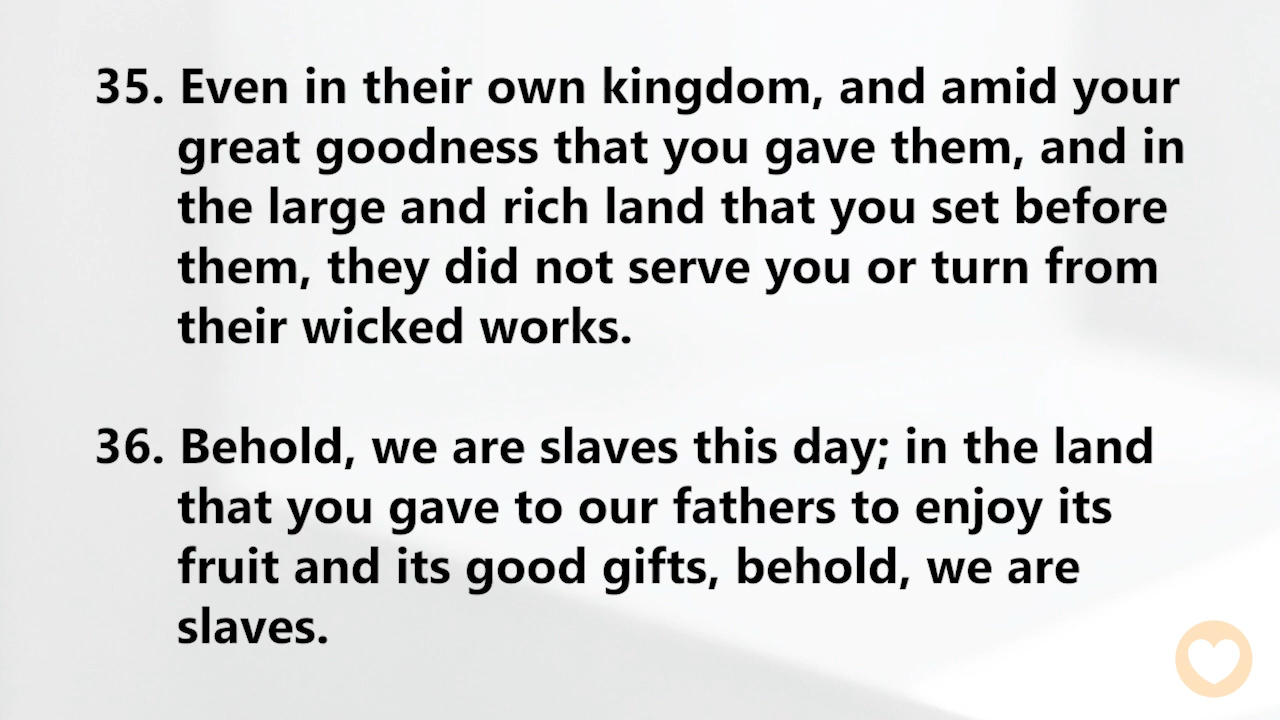 35. Even in their own kingdom, and amid your
great goodness that you gave them, and in
the large and rich land that you set before
them, they did not serve you or turn from
their wicked works.
36. Behold, we are slaves this day; in the land
that you gave to our fathers to enjoy its
fruit and its good gifts, behold, we are
slaves.